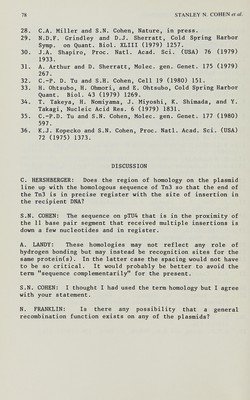 78 STANLEY N. COHEN et al.
28. C.A. Miller and S.N. Cohen, Nature, in press.
29. N.D.F. Grindley and D.J. Sherratt, Cold Spring Harbor
Symp. on Quant. Biol. XLIII (1979) 1257.
30. J.A. Shapiro, Proc. Natl. Acad. Sci. (USA) 76 (1979)
1933.
31. A. Arthur and D. Sherratt, Molec. gen. Genet. 175 (1979)
267.
32. C.-P. D. Tu and S.H. Cohen, Cell 19 (1980) 151.
33. H. Ohtsubo, H. Ohmori, and E. Ohtsubo, Cold Spring Harbor
Quant. Biol. 43 (1979) 1269.
34. T. Takeya, H. Nomiyama, J. Miyoshi, K. Shimada, and Y.
Takagi, Nucleic Acid Res. 6 (1979) 1831.
35. C.-P.D. Tu and S.N. Cohen, Molec. gen. Genet. 177 (1980)
597.
36. K.J. Kopecko and S.N. Cohen, Proc. Natl. Acad. Sci. (USA)
72 (1975) 1373.
DISCUSSION
C. HERSHBERGER: Does the region of homology on the plasmid
line up with the homologous sequence of Tn3 so that the end of
the Tn3 is in precise register with the site of insertion in
the recipient DNA?
S.N. COHEN: The sequence on pTU4 that is in the proximity of
the 11 base pair segment that received multiple insertions is
down a few nucleotides and in register.
A. LANDY: These homologies may not reflect any role of
hydrogen bonding but may instead be recognition sites for the
same protein(s). In the latter case the spacing would not have
to be so critical. It would probably be better to avoid the
term "sequence complementarily" for the present.
S.N. COHEN: I thought I had used the term homology but I agree
with your statement.
N. FRANKLIN: Is there any possibility that a general
recombination function exists on any of the plasmids?